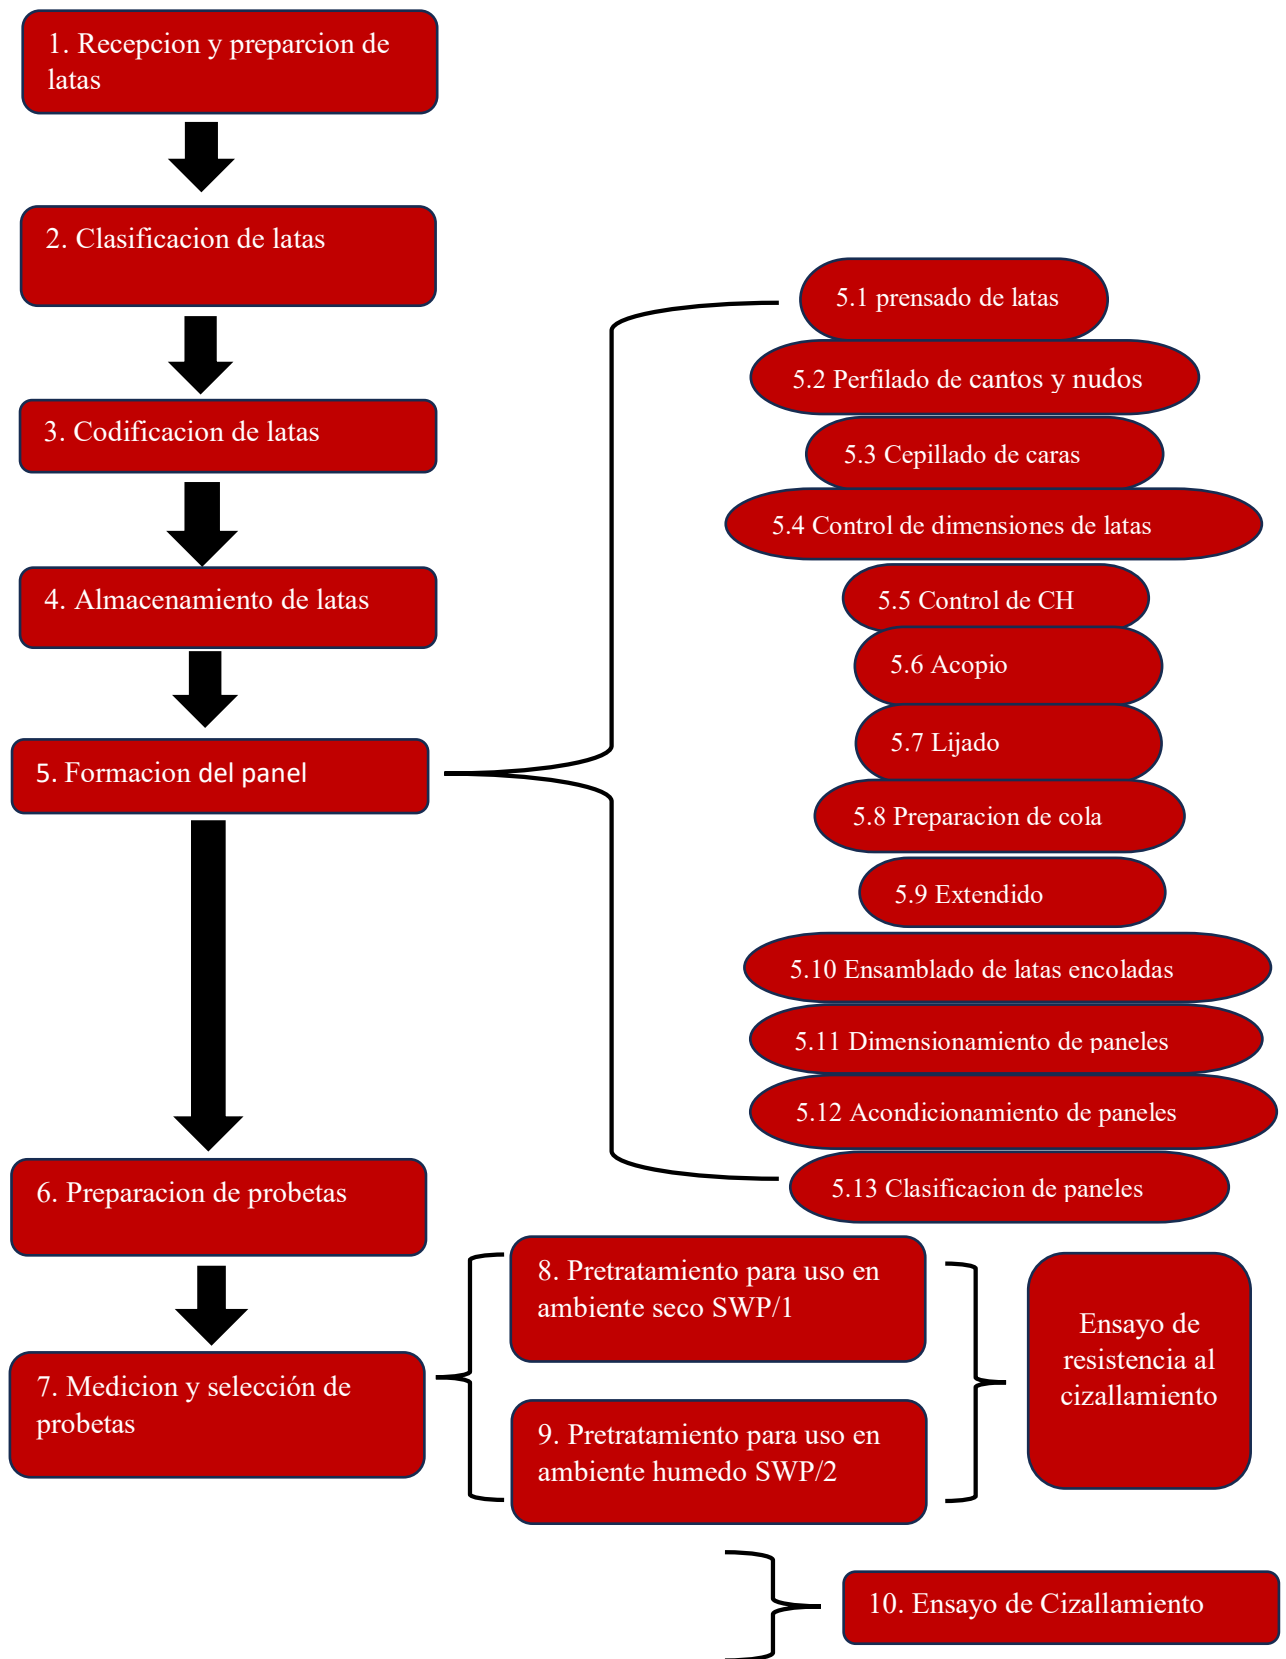 1. Recepcion y preparcion de
latas
2. Clasificacion de latas
3. Codificacion de latas
4. Almacenamiento de latas
5. Formacion del panel
5.1 prensado de latas
5.2 Perfilado de cantos y nudos
5.3 Cepillado de caras
5.4 Control de dimensiones de latas
5.5 Control de CH
5.6 Acopio
5.7 Lijado
5.8 Preparacion de cola
5.9 Extendido
5.10 Ensamblado de latas encoladas
5.11 Dimensionamiento de paneles
5.12 Acondicionamiento de paneles
5.13 Clasificacion de paneles
6. Preparacion de probetas
7. Medicion y selección de
probetas
8. Pretratamiento para uso en
ambiente seco SWP/1
9. Pretratamiento para uso en
ambiente humedo SWP/2
Ensayo de
resistencia al
cizallamiento
10. Ensayo de Cizallamiento